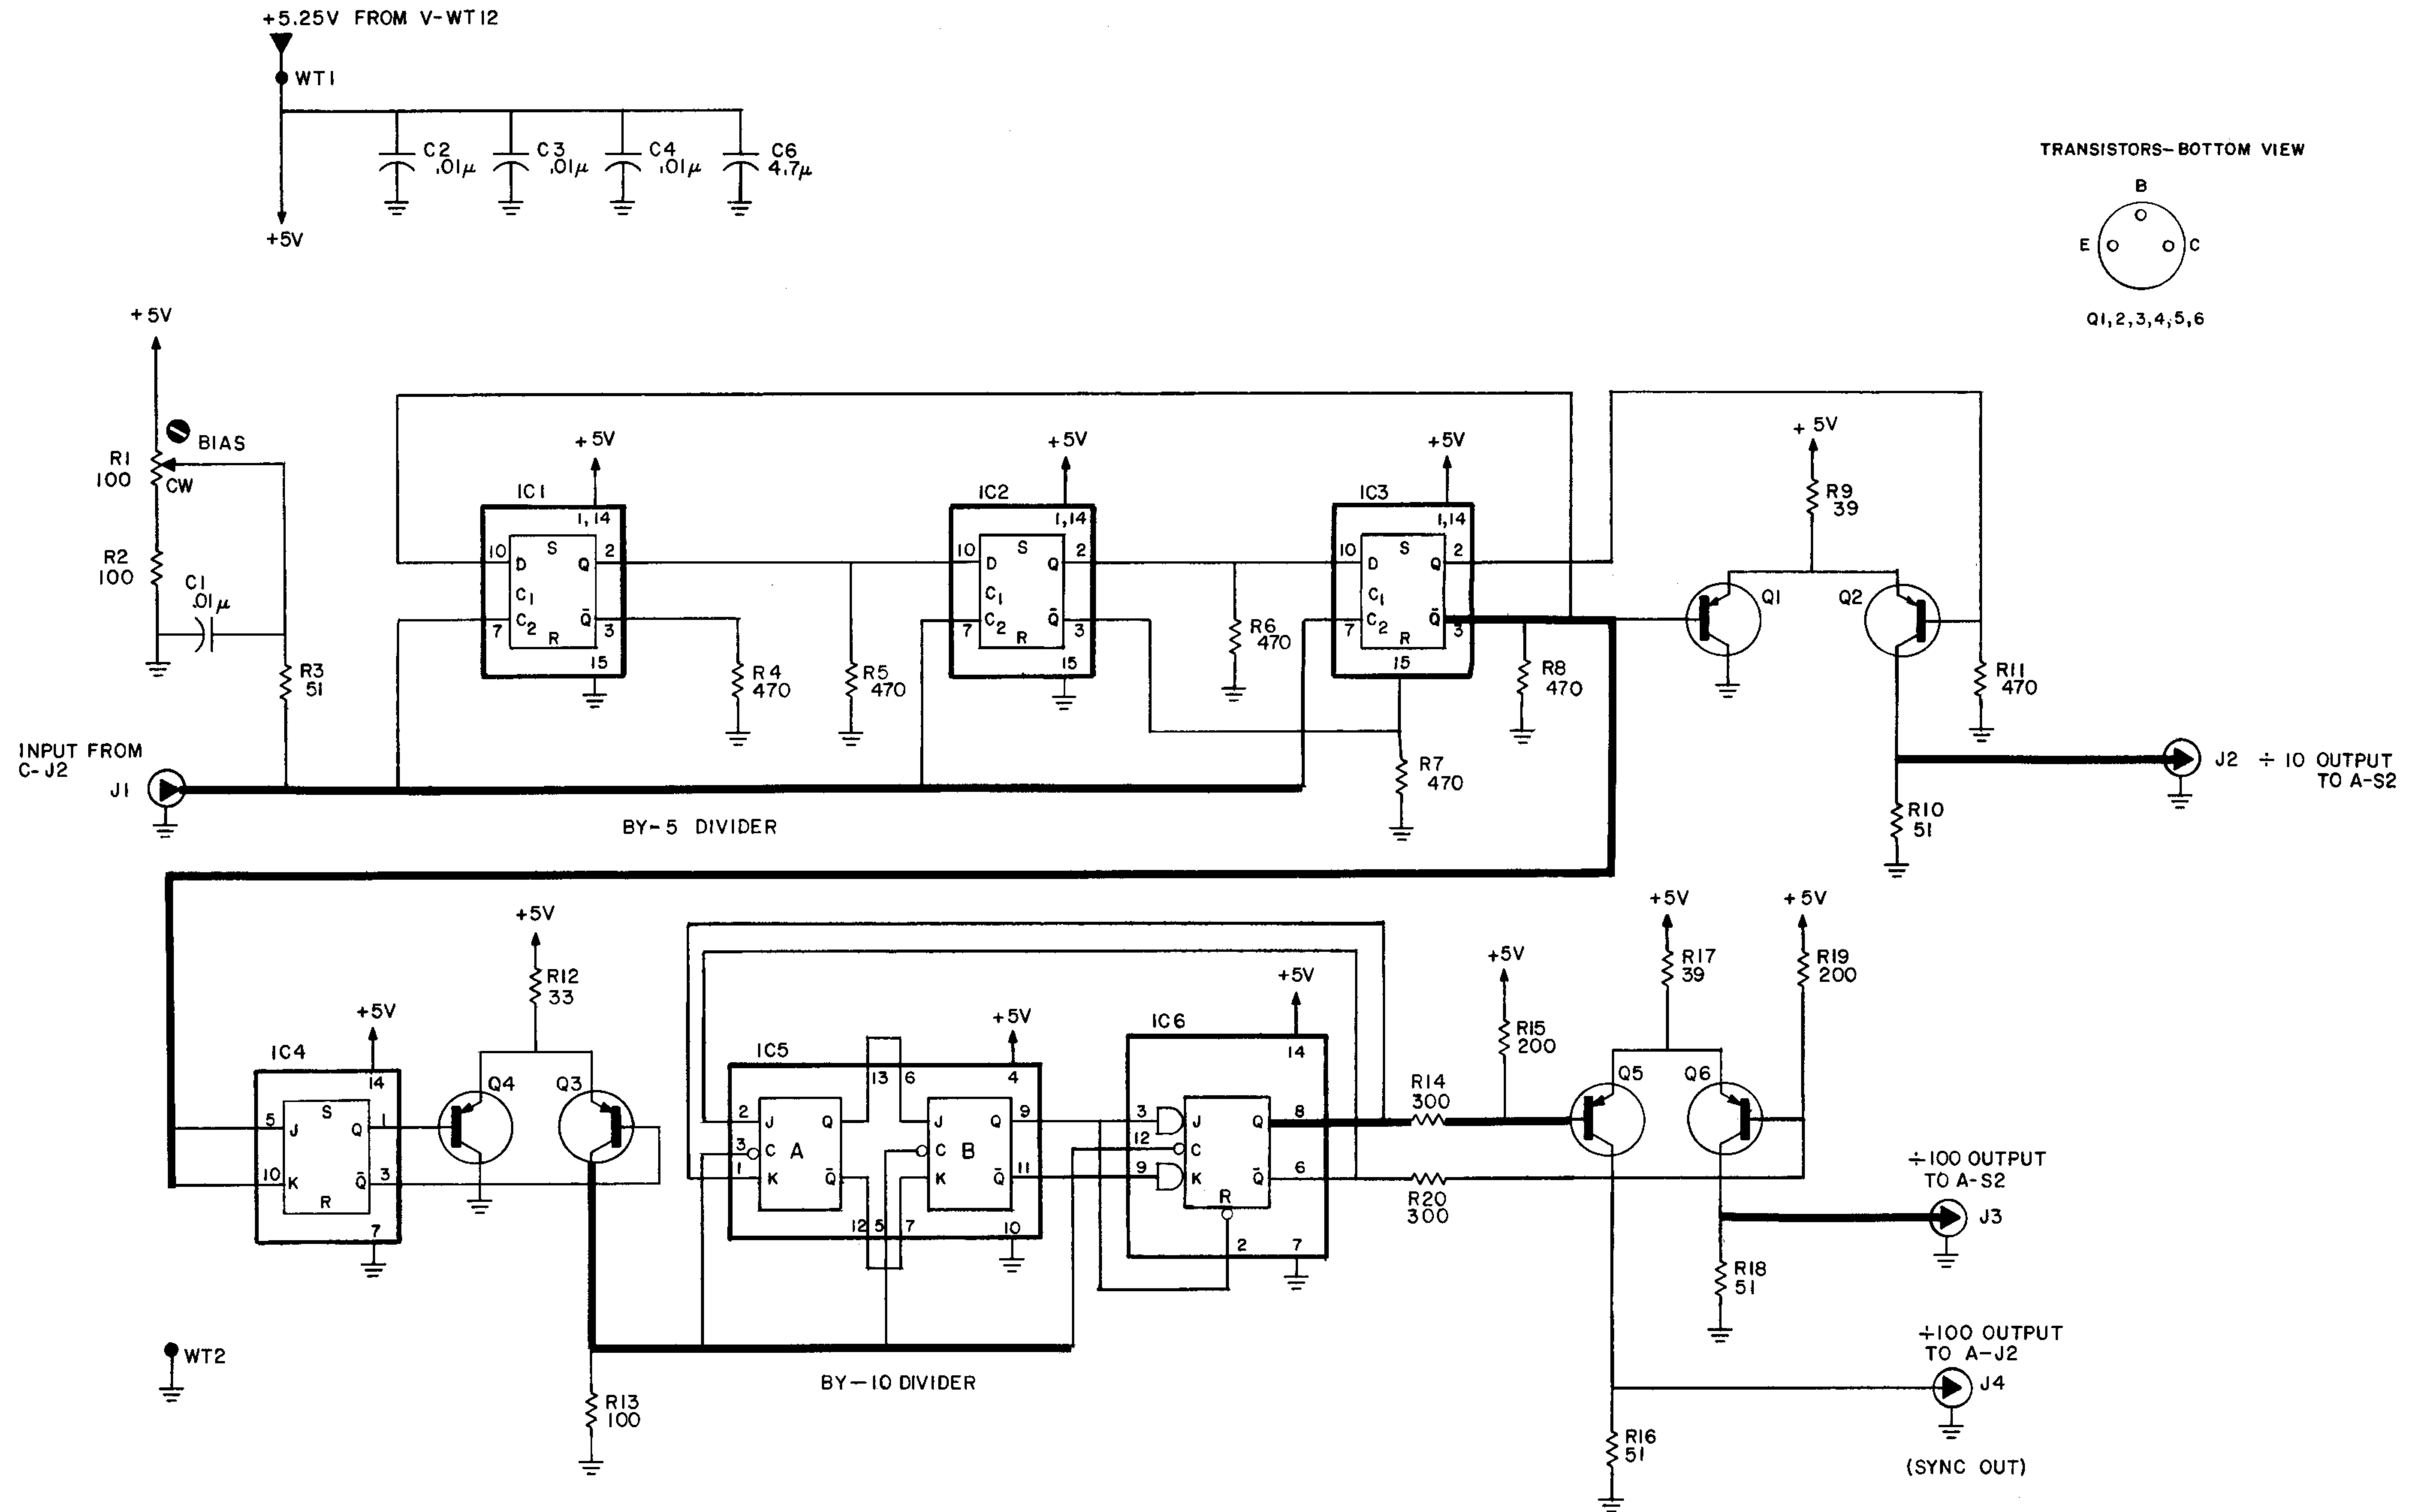 +5.25V FROM V-WT12
WT1
C2
.01μ
C3
.01μ
C4
.01μ
C6
4.7μ
+5V
TRANSISTORS-BOTTOM VIEW
B
E
C
Q1,2,3,4,5,6
+5V
BIAS
R1
100
CW
R2
100
C1
.01μ
R3
51
INPUT FROM
C-J2
J1
+5V
IC1
1,14
S
10
D
Q
2
C1
7
C2
Q̄
3
R
15
R4
470
R5
470
+5V
IC2
1,14
S
10
D
Q
2
C1
7
C2
Q̄
3
R
15
R6
470
+5V
IC3
1,14
S
10
D
Q
2
C1
7
C2
Q̄
3
R
15
R7
470
R8
470
BY-5 DIVIDER
+5V
R9
39
Q1
Q2
R11
470
R10
51
J2 ÷ 10 OUTPUT
TO A-S2
+5V
R12
33
+5V
IC4
14
S
5
J
Q
1
10
K
Q̄
3
R
7
Q4
Q3
WT2
R13
100
+5V
IC5
13
6
4
2
J
Q
3
C
A
1
K
Q̄
J
Q
9
C
B
K
Q̄
11
12
5
7
10
BY-10 DIVIDER
+5V
IC6
14
3
J
Q
8
12
C
9
K
Q̄
6
R
2
7
+5V
R15
200
R14
300
R20
300
+5V
R17
39
+5V
R19
200
Q5
Q6
÷100 OUTPUT
TO A-S2
J3
R18
51
÷100 OUTPUT
TO A-J2
J4
R16
51
(SYNC OUT)